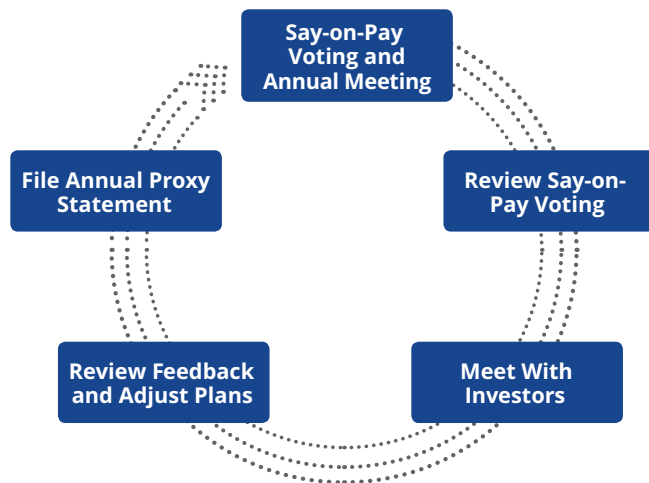 Say-on-Pay
Voting and
Annual Meeting
File Annual Proxy
Statement
Review Say-on-
Pay Voting
Review Feedback
and Adjust Plans
Meet With
Investors